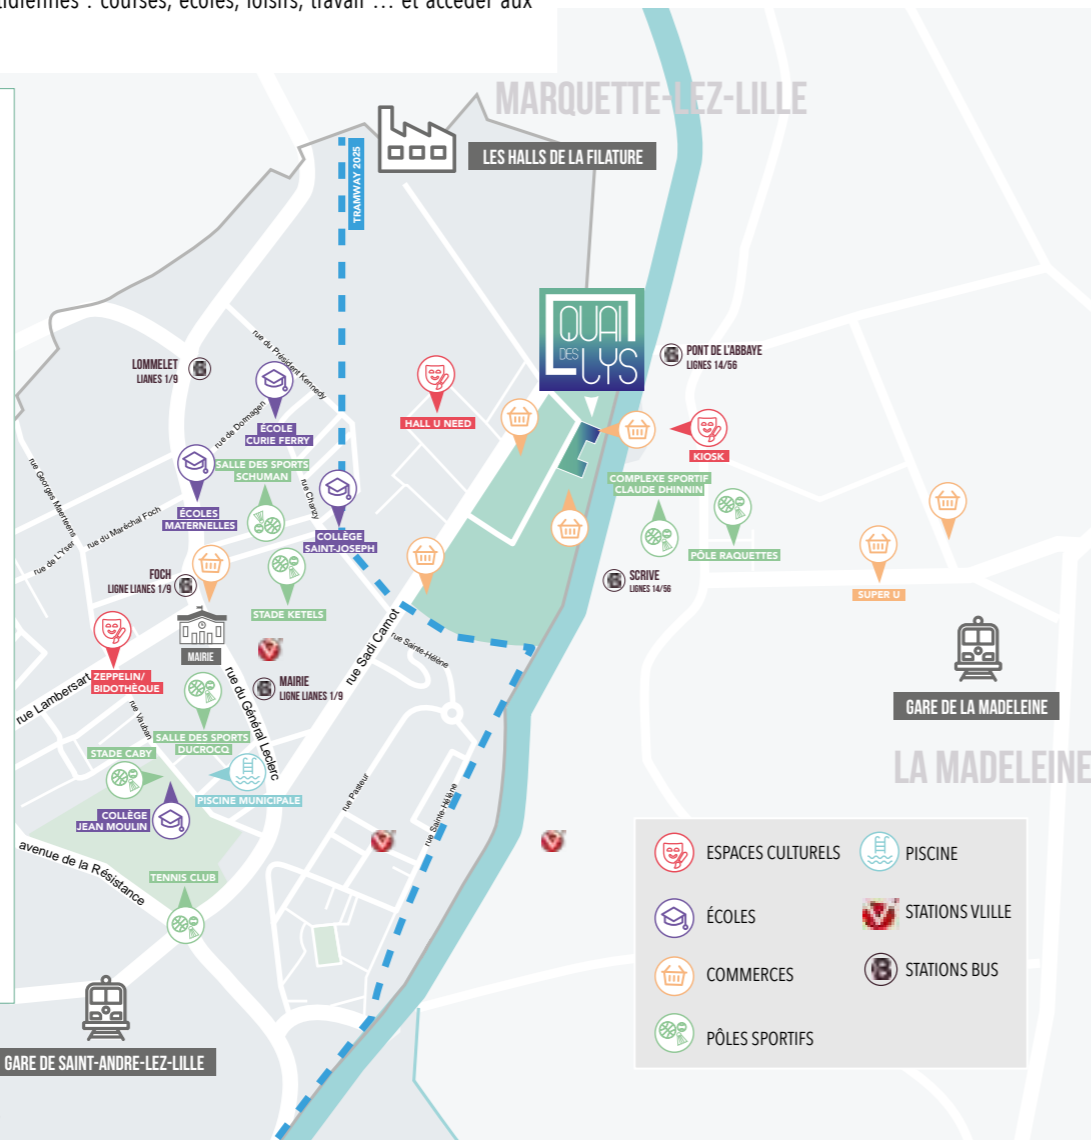 idiennes : courses, écoles, loisirs, travail ... et accéder aux
MARQUETTE-LEZ-LILLE
LES HALLS DE LA FILATURE
TRAMWAY 2025
QUAI
DES
LYS
PONT DE L'ABBAYE
LIGNES 14/56
LOMMELET
LIANES 1/9
rue du Président Kennedy
ÉCOLE
CURIE FERRY
rue de Dormagen
HALL U NEED
KIOSK
SALLE DES SPORTS
SCHUMAN
COMPLEXE SPORTIF
CLAUDE DHINNIN
rue Georges Maertens
rue Chanzy
ÉCOLES
MATERNELLES
rue du Maréchal Foch
rue de L'Yser
COLLÈGE
SAINT-JOSEPH
PÔLE RAQUETTES
FOCH
LIGNE LIANES 1/9
SCRIVE
LIGNES 14/56
SUPER U
STADE KETELS
MAIRIE
rue Sadi Carnot
rue Sainte-Hélène
ZEPPELIN/
BIDOTHÈQUE
rue Lambersart
MAIRIE
LIGNE LIANES 1/9
rue du Général Leclerc
rue Vauban
GARE DE LA MADELEINE
SALLE DES SPORTS
DUCROCQ
STADE CABY
LA MADELEINE
PISCINE MUNICIPALE
rue Pasteur
rue Sainte-Hélène
COLLÈGE
JEAN MOULIN
avenue de la Résistance
TENNIS CLUB
GARE DE SAINT-ANDRE-LEZ-LILLE
ESPACES CULTURELS
PISCINE
ÉCOLES
STATIONS VLILLE
COMMERCES
STATIONS BUS
PÔLES SPORTIFS